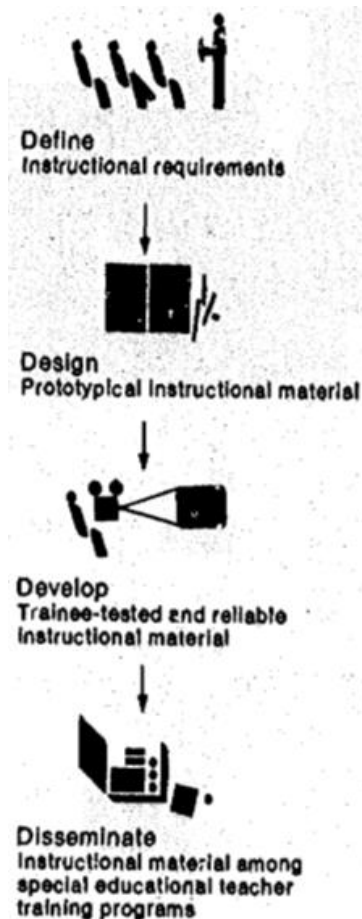 Define
Instructional requirements
Design
Prototypical instructional material
Develop
Trainee-tested and reliable
instructional material
Disseminate
Instructional material among
special educational teacher
training programs